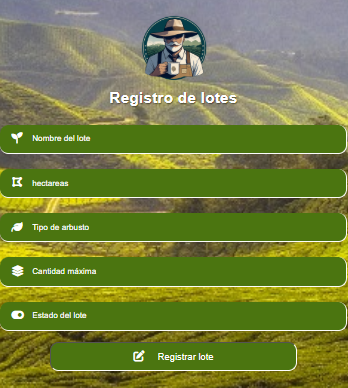 Registro de lotes
Nombre del lote
hectareas
Tipo de arbusto
Cantidad máxima
Estado del lote
Registrar lote